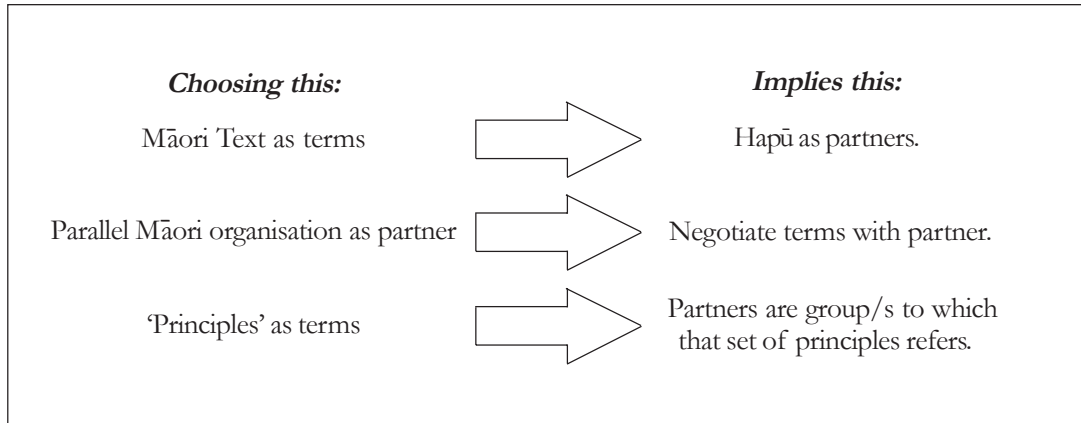 Choosing this:
Implies this:
Māori Text as terms
Hapū as partners.
Parallel Māori organisation as partner
Negotiate terms with partner.
‘Principles’ as terms
Partners are group/s to which
that set of principles refers.